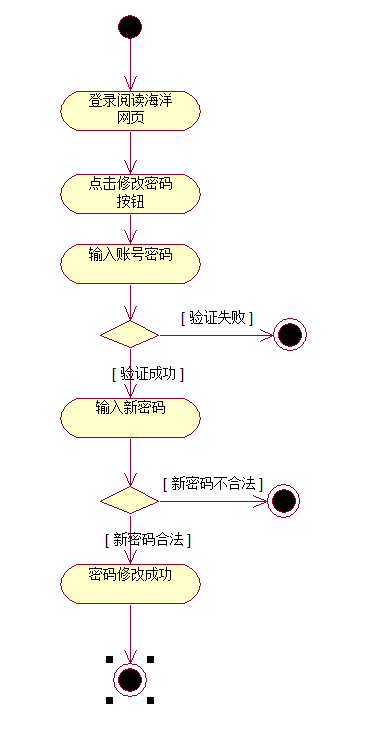 登录阅读海洋
网页
点击修改密码
按钮
输入账号密码
[ 验证失败 ]
[ 验证成功 ]
输入新密码
[ 新密码不合法 ]
[ 新密码合法 ]
密码修改成功